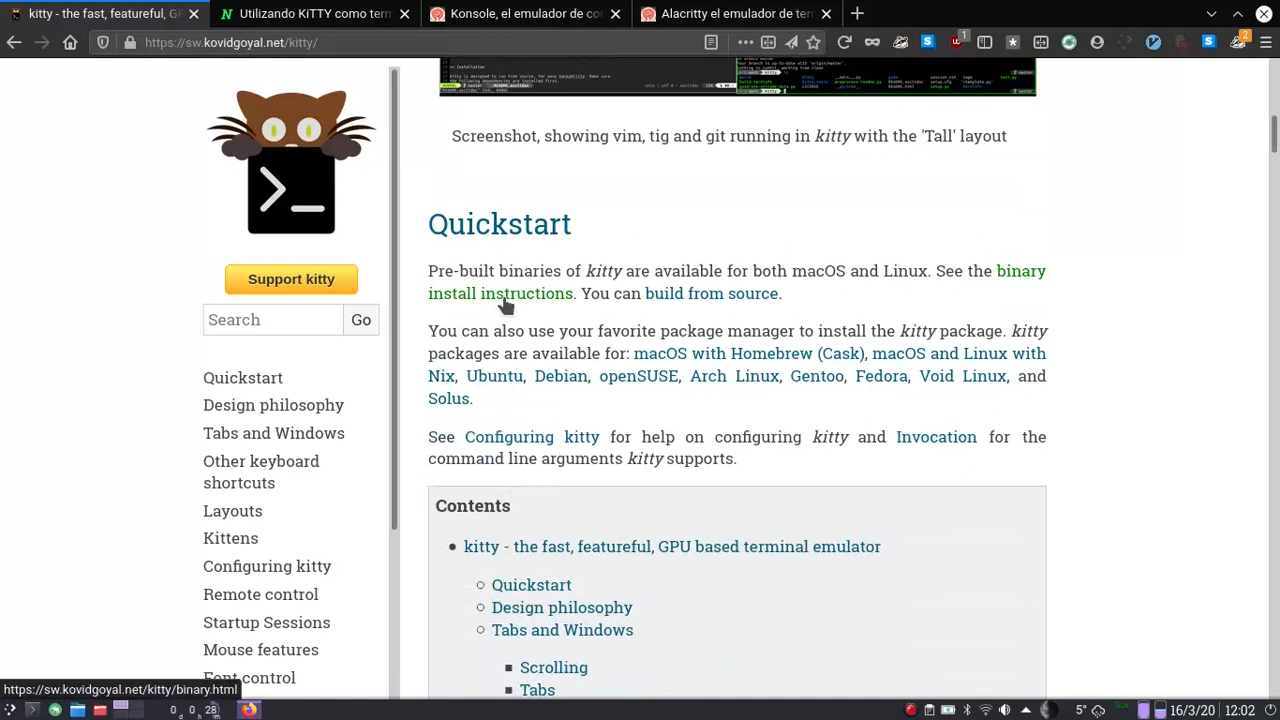 kitty - the fast, featureful, G
Utilizando KiTTY como term
Konsole, el emulador de co
Alacritty el emulador de ter
https://sw.kovidgoyal.net/kitty/
1
2
Screenshot, showing vim, tig and git running in kitty with the 'Tall' layout
Support kitty
Search
Go
Quickstart
Design philosophy
Tabs and Windows
Other keyboard
shortcuts
Layouts
Kittens
Configuring kitty
Remote control
Startup Sessions
Mouse features
Font control
Quickstart
Pre-built binaries of kitty are available for both macOS and Linux. See the binary
install instructions. You can build from source.
You can also use your favorite package manager to install the kitty package. kitty
packages are available for: macOS with Homebrew (Cask), macOS and Linux with
Nix, Ubuntu, Debian, openSUSE, Arch Linux, Gentoo, Fedora, Void Linux, and
Solus.
See Configuring kitty for help on configuring kitty and Invocation for the
command line arguments kitty supports.
Contents
kitty - the fast, featureful, GPU based terminal emulator
Quickstart
Design philosophy
Tabs and Windows
Scrolling
Tabs
https://sw.kovidgoyal.net/kitty/binary.html
0 0 28
5°
16/3/20
12:02